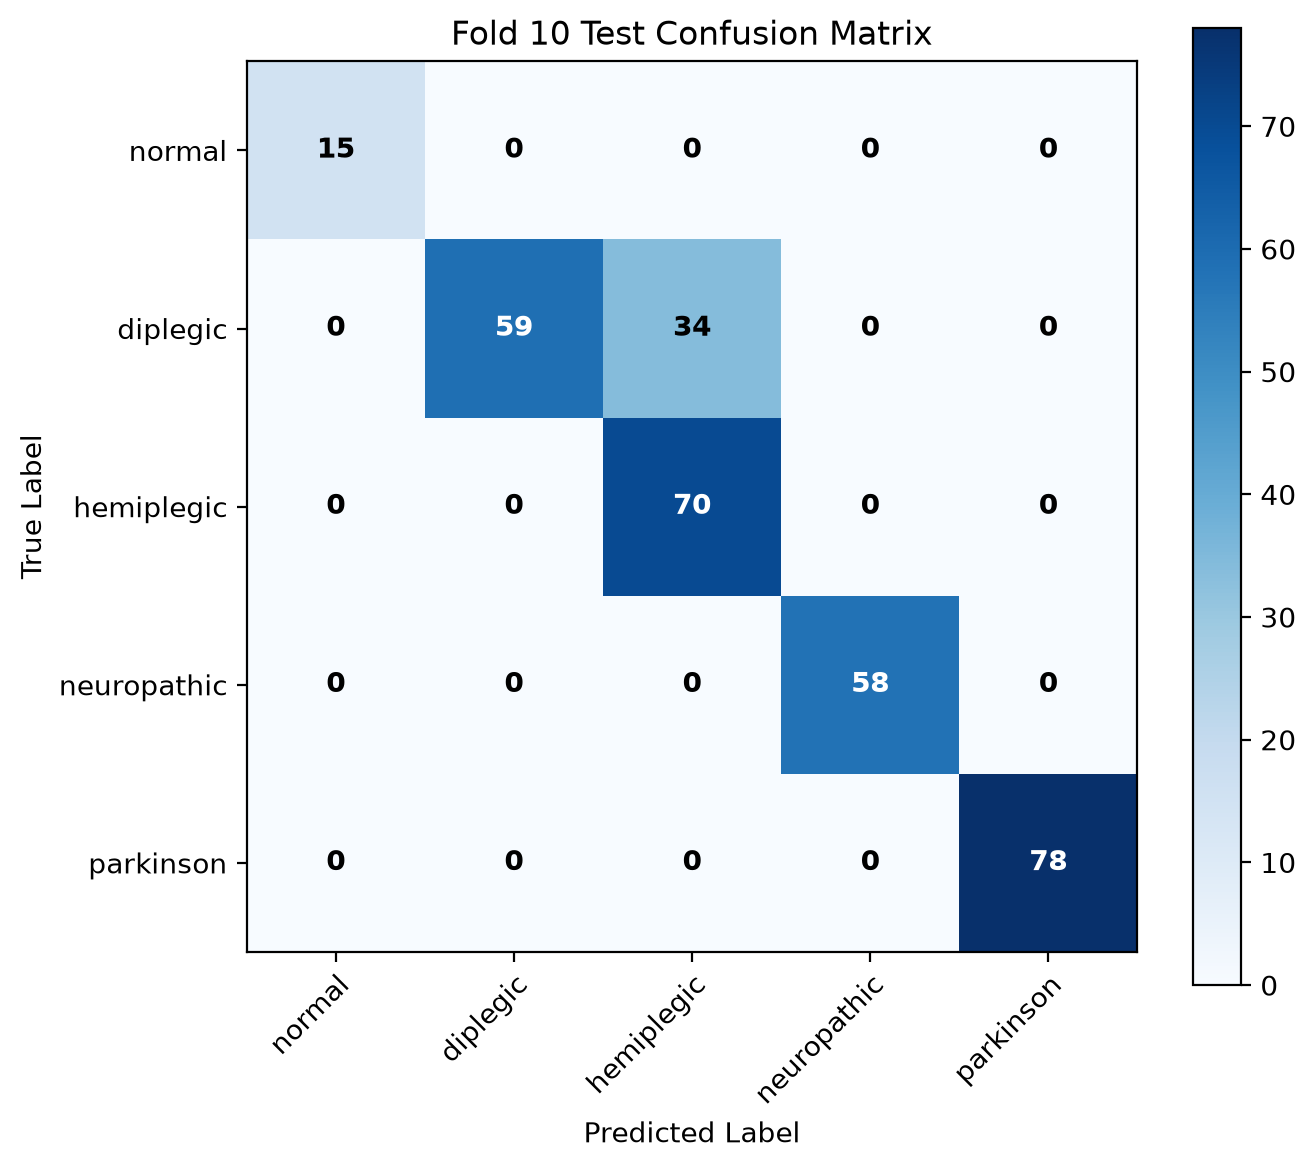 Fold 10 Test Confusion Matrix
True Label
normal 15 0 0 0 0
diplegic 0 59 34 0 0
hemiplegic 0 0 70 0 0
neuropathic 0 0 0 58 0
parkinson 0 0 0 0 78
normal diplegic hemiplegic neuropathic parkinson
Predicted Label
70
60
50
40
30
20
10
0